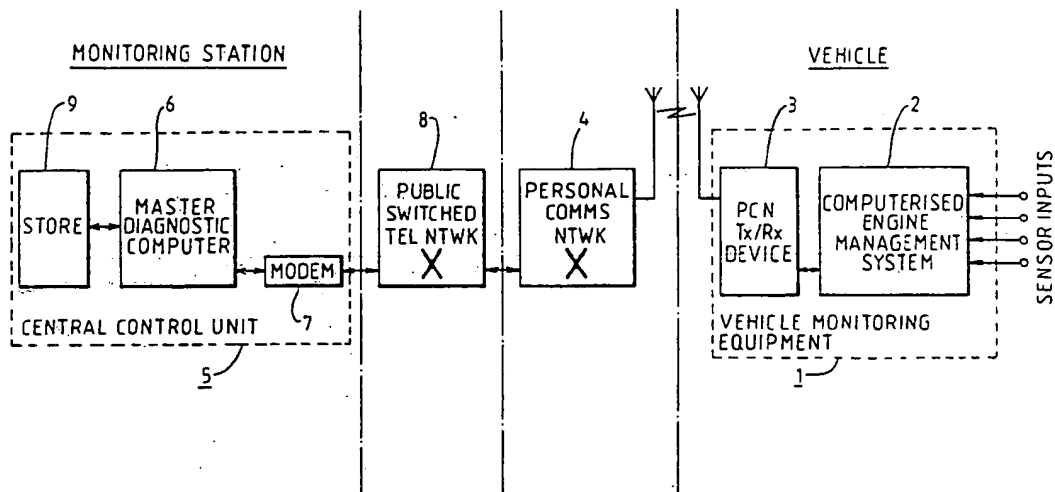 MONITORING STATION
VEHICLE
9
6
8
4
3
2
STORE
MASTER
DIAGNOSTIC
COMPUTER
MODEM
7
CENTRAL CONTROL UNIT
5
PUBLIC
SWITCHED
TEL NTWK
X
PERSONAL
COMMS
NTWK
X
PCN
Tx/Rx
DEVICE
COMPUTERISED
ENGINE
MANAGEMENT
SYSTEM
VEHICLE MONITORING
EQUIPMENT
1
SENSOR INPUTS